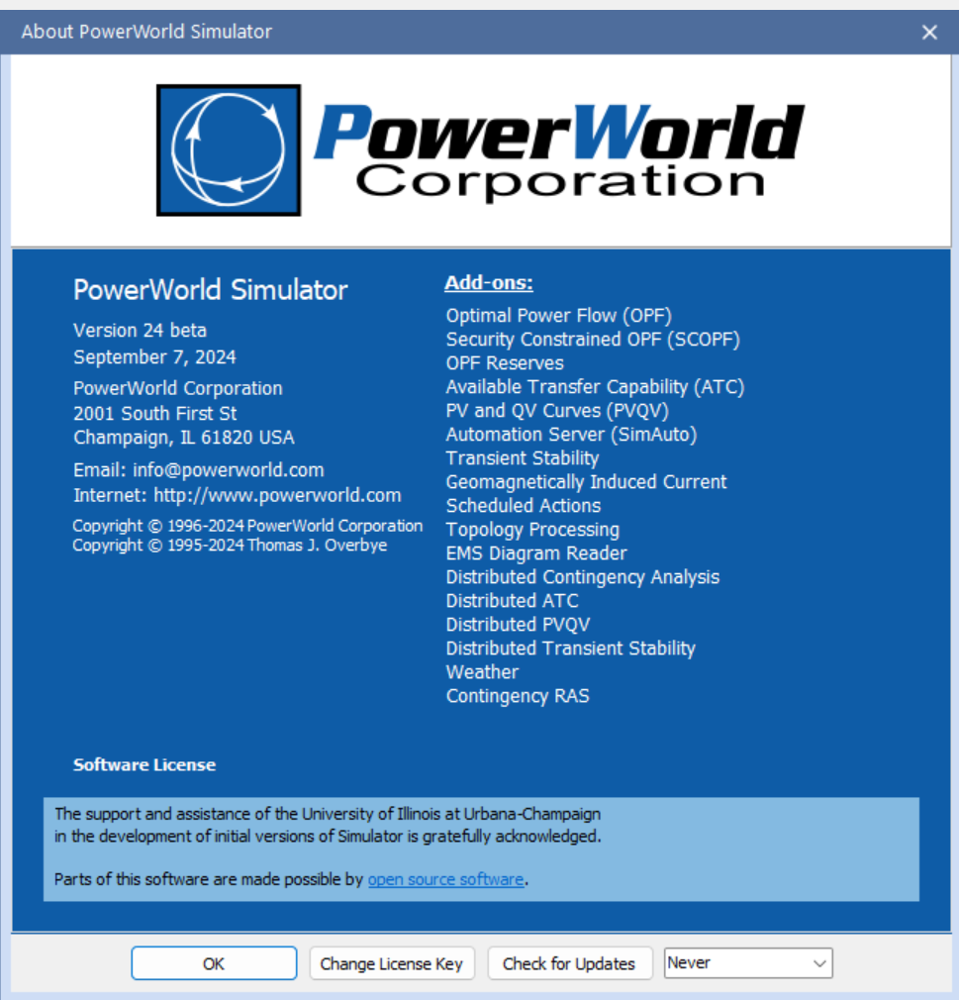 About PowerWorld Simulator
PowerWorld
Corporation
PowerWorld Simulator
Version 24 beta
September 7, 2024
PowerWorld Corporation
2001 South First St
Champaign, IL 61820 USA
Email: info@powerworld.com
Internet: http://www.powerworld.com
Copyright © 1996-2024 PowerWorld Corporation
Copyright © 1995-2024 Thomas J. Overbye
Add-ons:
Optimal Power Flow (OPF)
Security Constrained OPF (SCOPF)
OPF Reserves
Available Transfer Capability (ATC)
PV and QV Curves (PVQV)
Automation Server (SimAuto)
Transient Stability
Geomagnetically Induced Current
Scheduled Actions
Topology Processing
EMS Diagram Reader
Distributed Contingency Analysis
Distributed ATC
Distributed PVQV
Distributed Transient Stability
Weather
Contingency RAS
Software License
The support and assistance of the University of Illinois at Urbana-Champaign
in the development of initial versions of Simulator is gratefully acknowledged.
Parts of this software are made possible by open source software.
OK
Change License Key
Check for Updates
Never